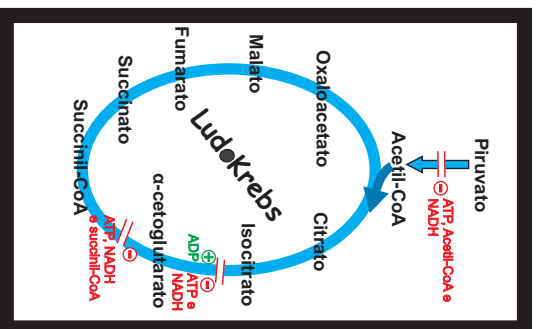 Piruvato
⊖ ATP, Acetil-CoA e
NADH
Acetil-CoA
Oxaloacetato
Citrato
Malato
Isocitrato
⊖ ATP e
NADH
⊕
ADP
Fumarato
α-cetoglutarato
⊖
ATP, NADH
e succinil-CoA
Succinato
Succinil-CoA
LudoKrebs